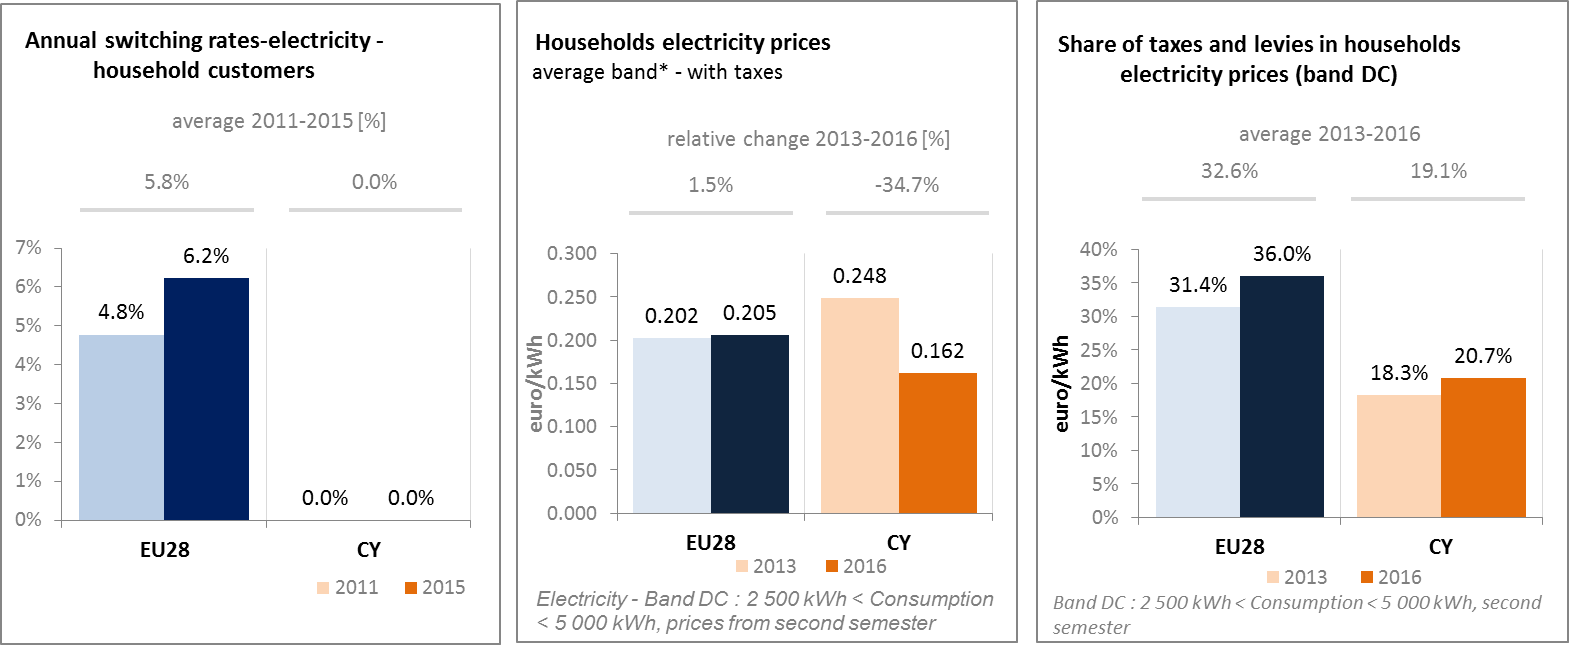 Annual switching rates-electricity -
household customers
average 2011-2015 [%]
5.8% 0.0%
7%
6%
5%
4%
3%
2%
1%
0%
4.8% 6.2%
0.0% 0.0%
EU28 CY
2011 2015
Households electricity prices
average band* - with taxes
relative change 2013-2016 [%]
1.5% -34.7%
euro/kWh
0.300
0.250
0.200
0.150
0.100
0.050
0.000
0.202 0.205 0.248 0.162
EU28 CY
2013 2016
Electricity - Band DC : 2 500 kWh < Consumption
< 5 000 kWh, prices from second semester
Share of taxes and levies in households
electricity prices (band DC)
average 2013-2016
32.6% 19.1%
euro/kWh
40%
35%
30%
25%
20%
15%
10%
5%
0%
31.4% 36.0% 18.3% 20.7%
EU28 CY
2013 2016
Band DC : 2 500 kWh < Consumption < 5 000 kWh, second
semester